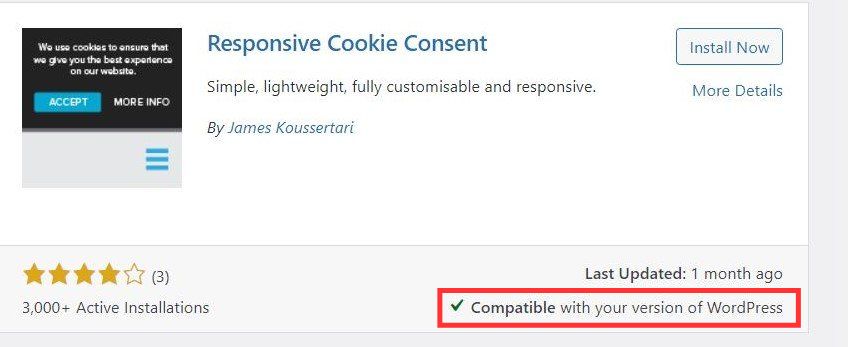 We use cookies to ensure that
we give you the best experience
on our website.
ACCEPT MORE INFO
Responsive Cookie Consent
Install Now
Simple, lightweight, fully customisable and responsive.
More Details
By James Koussertari
(3)
Last Updated: 1 month ago
3,000+ Active Installations
Compatible with your version of WordPress